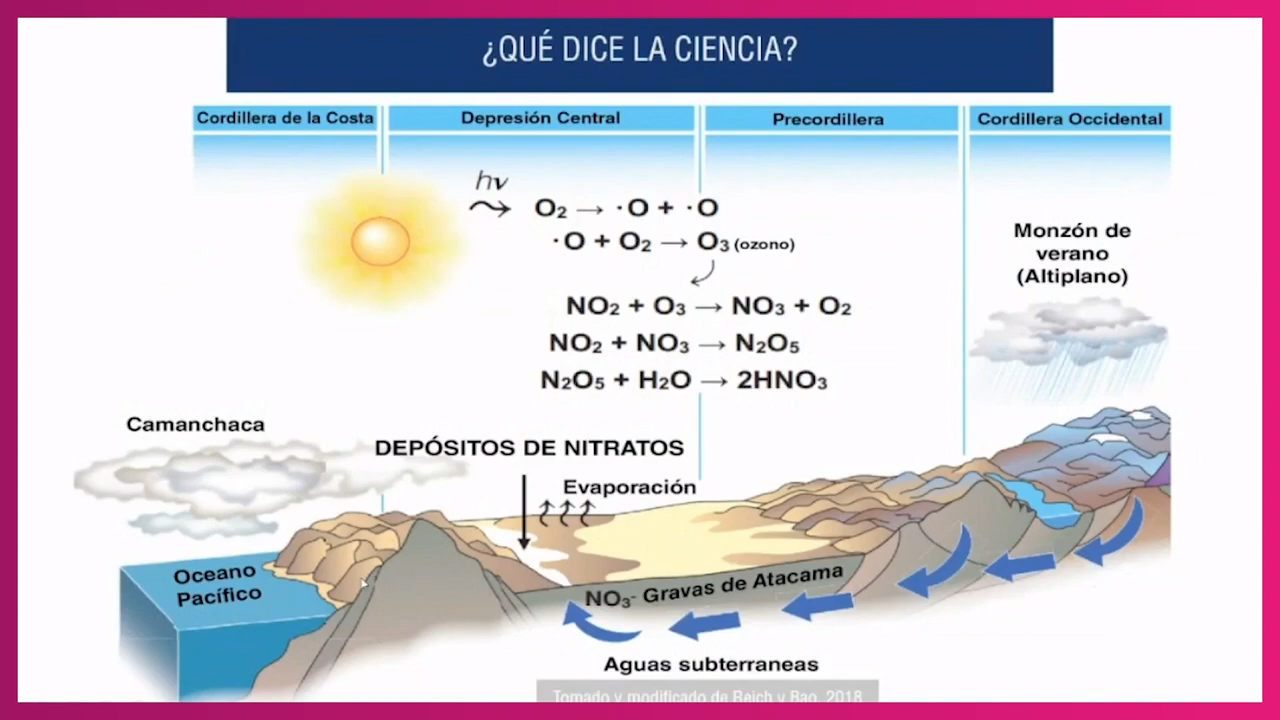 ¿QUÉ DICE LA CIENCIA?
Cordillera de la Costa
Depresión Central
Precordillera
Cordillera Occidental
hν
O₂ → ·O + ·O
·O + O₂ → O₃ (ozono)
NO₂ + O₃ → NO₃ + O₂
NO₂ + NO₃ → N₂O₅
N₂O₅ + H₂O → 2HNO₃
Monzón de
verano
(Altiplano)
Camanchaca
DEPÓSITOS DE NITRATOS
Evaporación
Oceano
Pacífico
NO₃⁻ Gravas de Atacama
Aguas subterraneas
Tomado y modificado de Reich y Bao, 2018